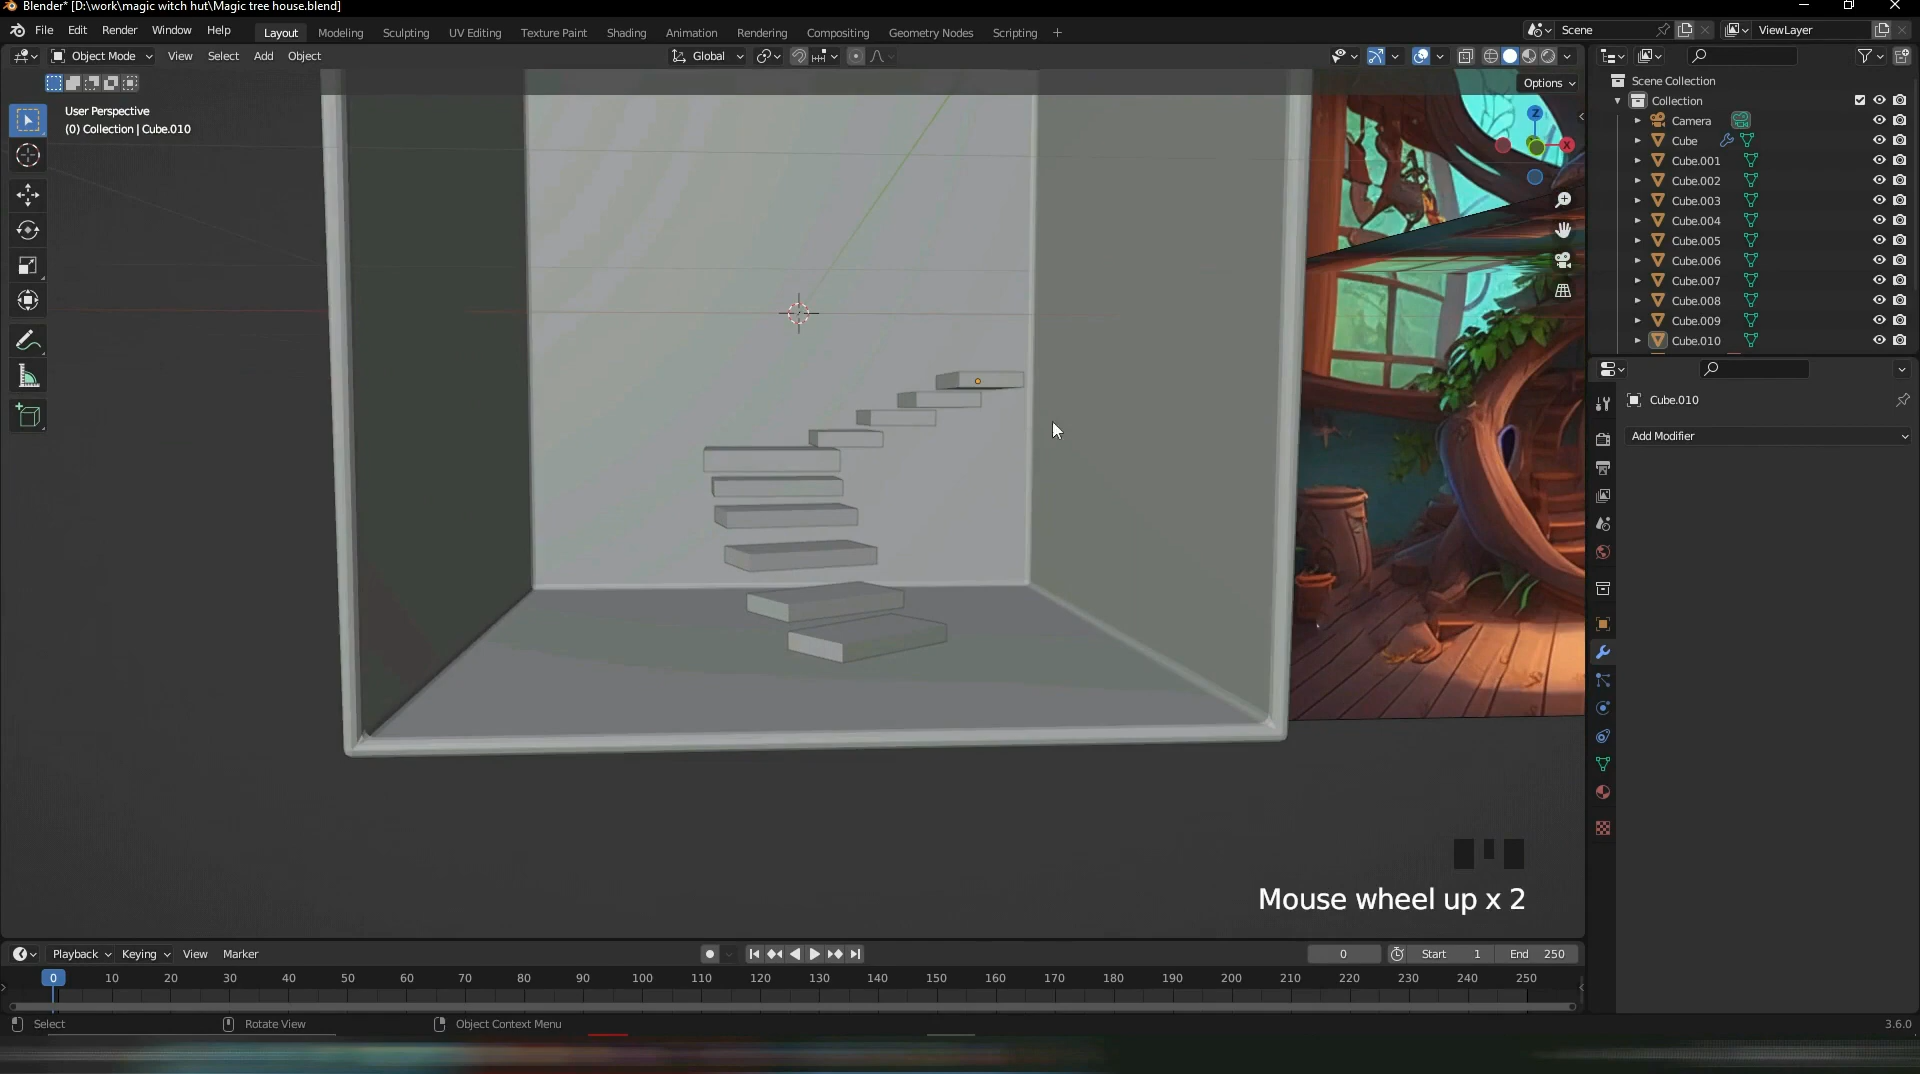 Blender* [D:\work\magic witch hut\Magic tree house.blend]
File Edit Render Window Help Layout Modeling Sculpting UV Editing Texture Paint Shading Animation Rendering Compositing Geometry Nodes Scripting + Scene ViewLayer
Object Mode View Select Add Object Global
Options
User Perspective
(0) Collection | Cube.010
Z
X
Scene Collection
Collection
Camera
Cube
Cube.001
Cube.002
Cube.003
Cube.004
Cube.005
Cube.006
Cube.007
Cube.008
Cube.009
Cube.010
Cube.010
Add Modifier
Mouse wheel up x 2
Playback Keying View Marker 0 Start 1 End 250
0 10 20 30 40 50 60 70 80 90 100 110 120 130 140 150 160 170 180 190 200 210 220 230 240 250
Select Rotate View Object Context Menu 3.6.0